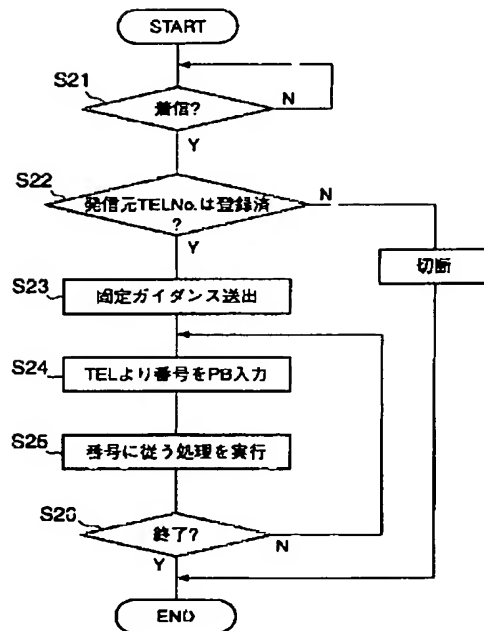 START
S21
着信?
N
Y
S22
発信元TELNo.は登録済
?
N
Y
切断
S23
固定ガイダンス送出
S24
TELより番号をPB入力
S25
番号に従う処理を実行
S20
終了?
N
Y
END